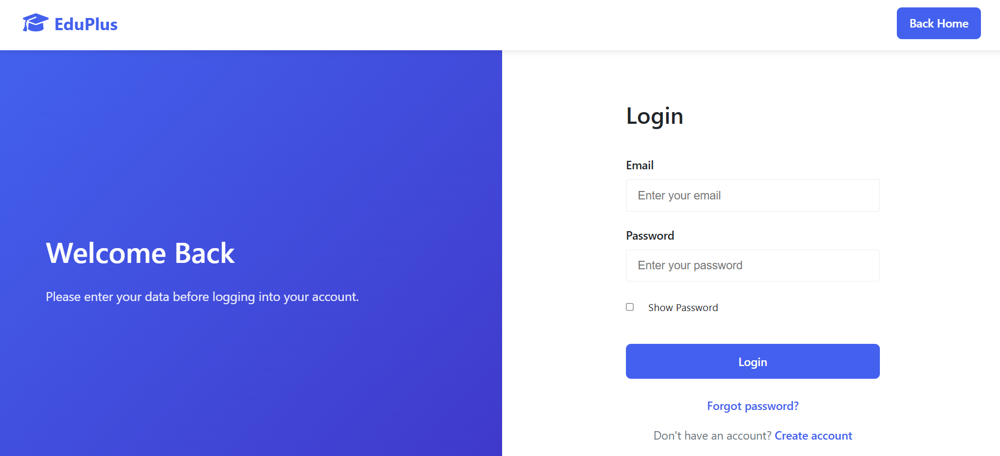 EduPlus
Back Home
Welcome Back
Please enter your data before logging into your account.
Login
Email
Enter your email
Password
Enter your password
Show Password
Login
Forgot password?
Don't have an account? Create account